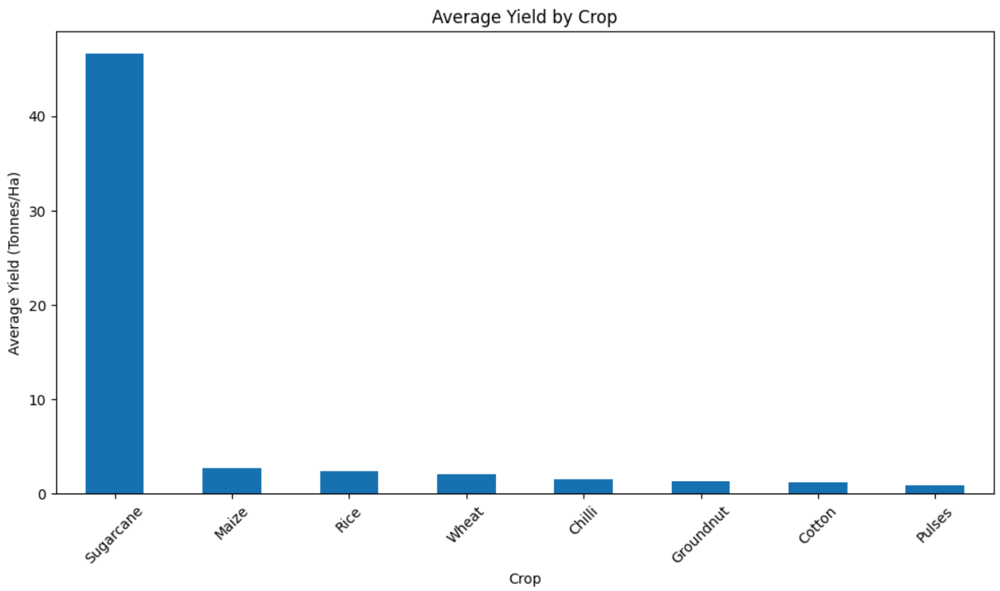 Average Yield by Crop
Average Yield (Tonnes/Ha)
40
30
20
10
0
Sugarcane
Maize
Rice
Wheat
Chilli
Groundnut
Cotton
Pulses
Crop